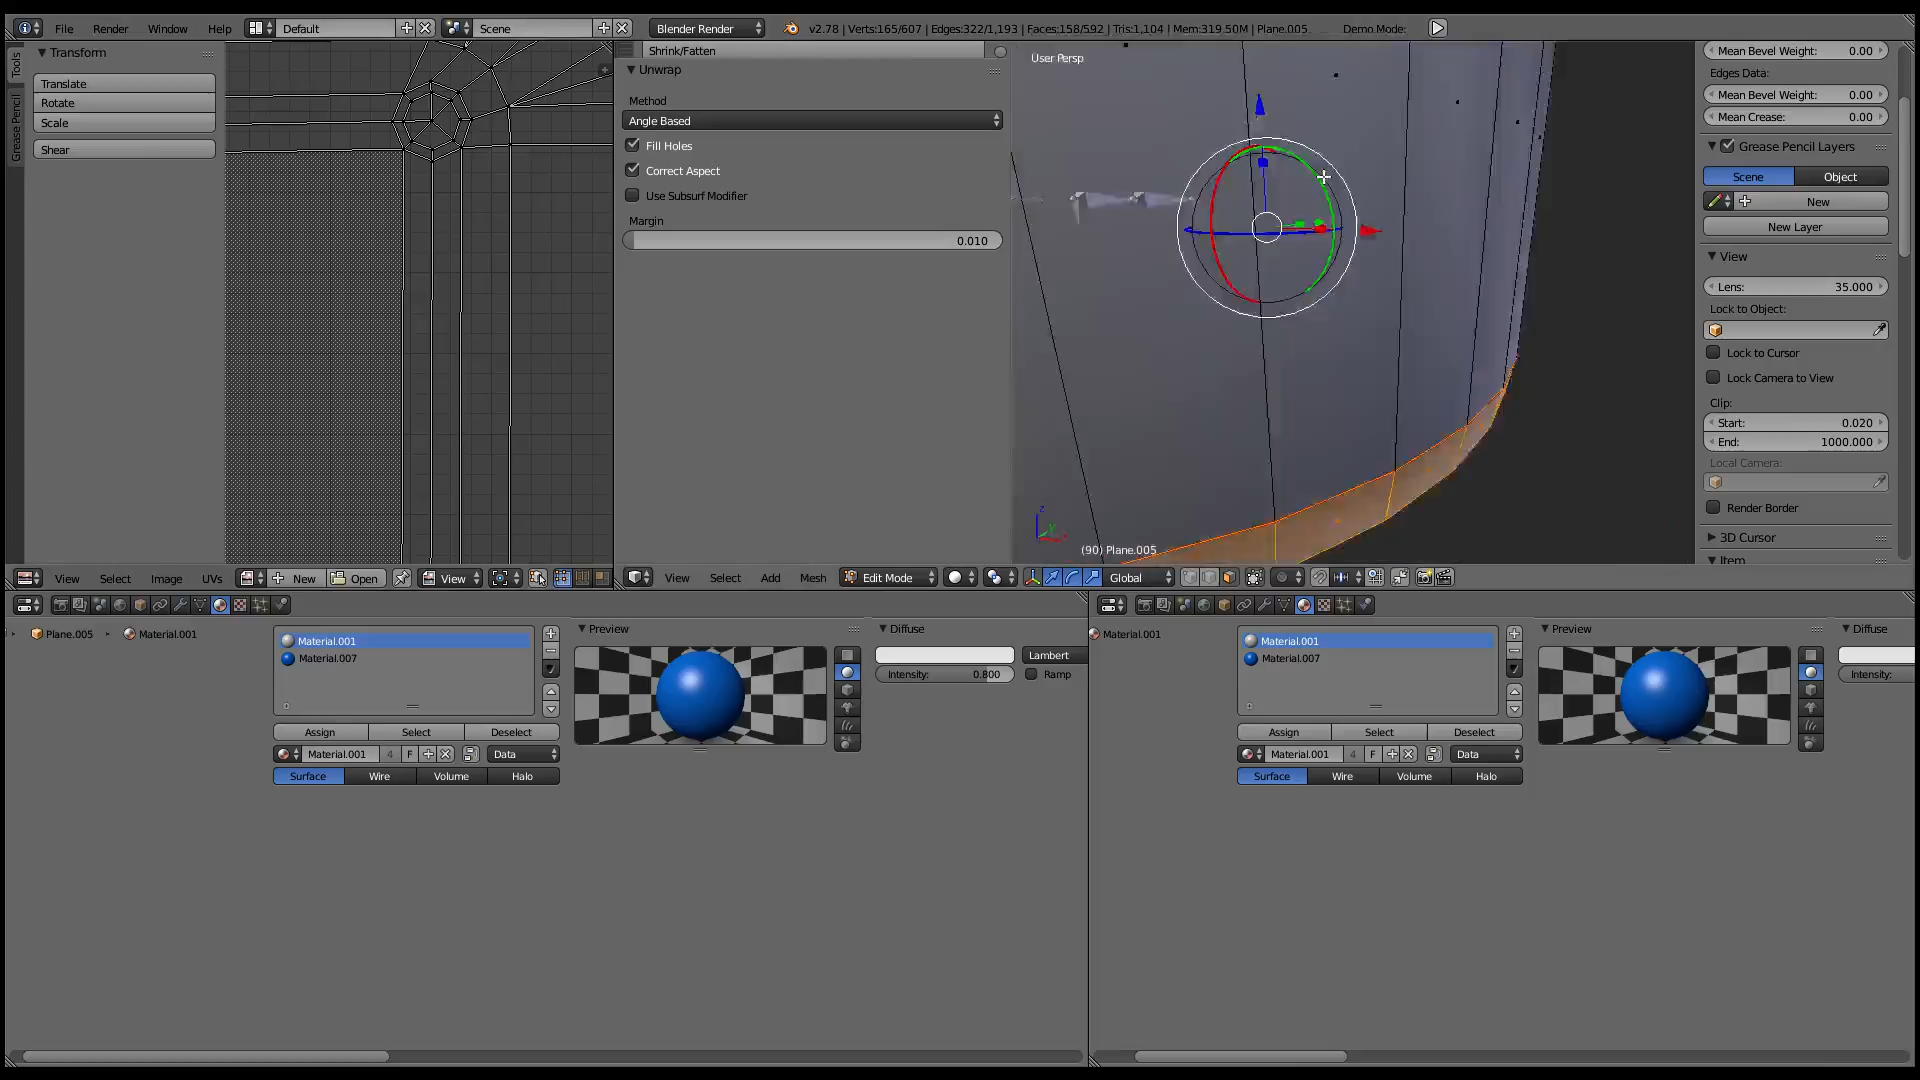 File Render Window Help Default Scene Blender Render v2.78 | Verts:165/607 | Edges:322/1,193 | Faces:158/592 | Tris:1,104 | Mem:319.50M | Plane.005 Demo Mode:
Tools
Grease Pencil
Transform
Translate
Rotate
Scale
Shear
Shrink/Fatten
Unwrap
Method
Angle Based
Fill Holes
Correct Aspect
Use Subsurf Modifier
Margin
0.010
User Persp
(90) Plane.005
Mean Bevel Weight: 0.00
Edges Data:
Mean Bevel Weight: 0.00
Mean Crease: 0.00
Grease Pencil Layers
Scene Object
New
New Layer
View
Lens: 35.000
Lock to Object:
Lock to Cursor
Lock Camera to View
Clip:
Start: 0.020
End: 1000.000
Local Camera:
Render Border
3D Cursor
Item
View Select Image UVs New Open View
View Select Add Mesh Edit Mode Global
Plane.005 Material.001
Material.001
Material.007
Assign Select Deselect
Material.001 4 F Data
Surface Wire Volume Halo
Preview
Diffuse
Lambert
Intensity: 0.800 Ramp
Material.001
Material.001
Material.007
Assign Select Deselect
Material.001 4 F Data
Surface Wire Volume Halo
Preview
Diffuse
Intensity: